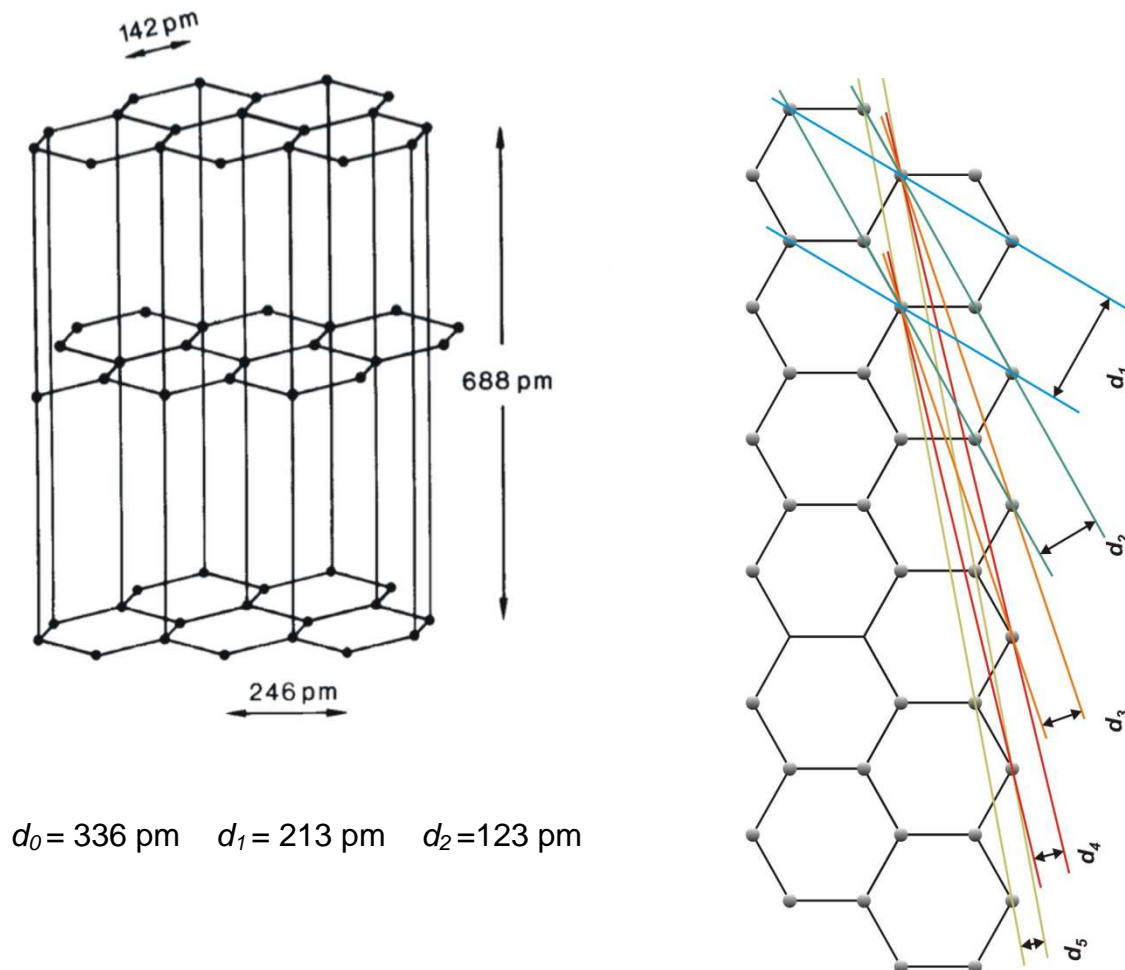 142 pm
688 pm
246 pm
d0 = 336 pm d1 = 213 pm d2 =123 pm
d1
d2
d3
d4
d5